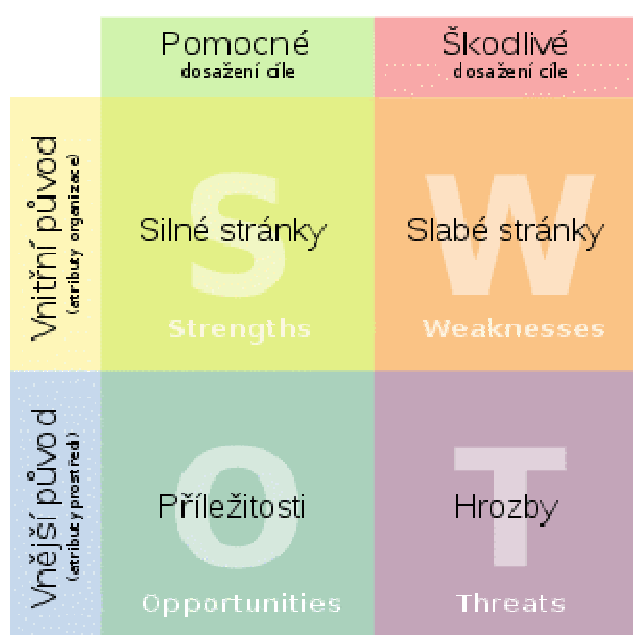 Pomocné
dosažení cíle
Škodlivé
dosažení cíle
Vnitřní původ
(atributy organizace)
S
Silné stránky
Strengths
W
Slabé stránky
Weaknesses
Vnější původ
(atributy prostředí)
O
Příležitosti
Opportunities
T
Hrozby
Threats